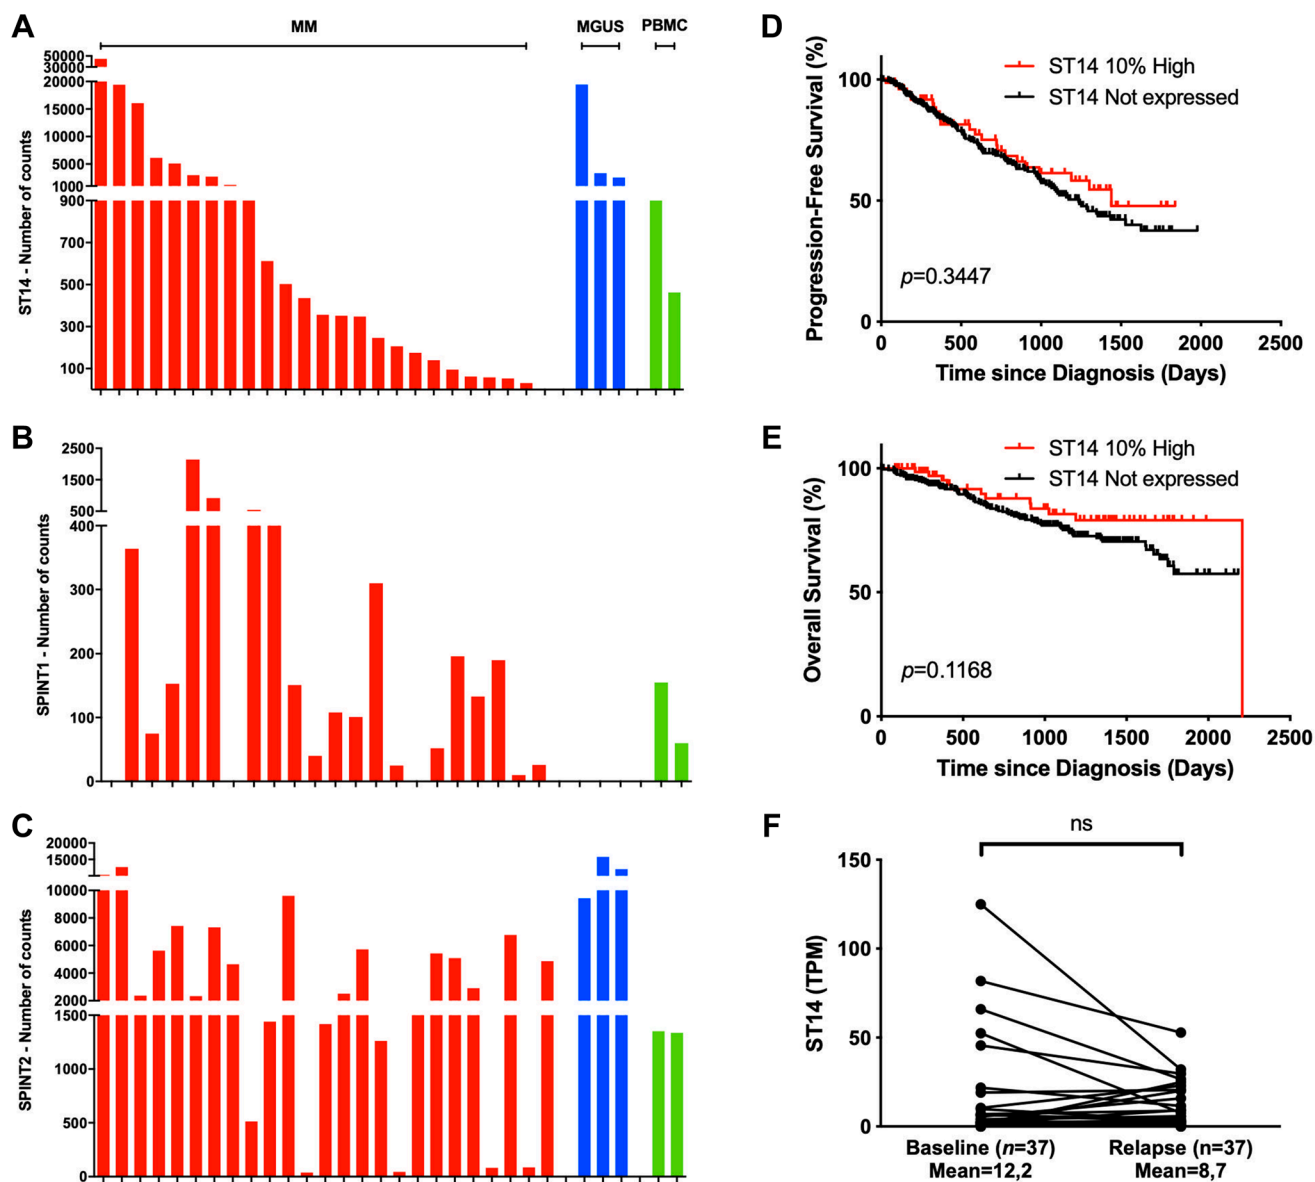 A
MM
MGUS
PBMC
ST14 - Number of counts
50000
30000
20000
15000
10000
5000
1000
900
700
500
300
100
B
SPINT1 - Number of counts
2500
1500
500
400
300
200
100
0
C
SPINT2 - Number of counts
20000
15000
10000
8000
6000
4000
2000
1500
1000
500
0
D
Progression-Free Survival (%)
ST14 10% High
ST14 Not expressed
100
50
0
p=0.3447
0 500 1000 1500 2000 2500
Time since Diagnosis (Days)
E
Overall Survival (%)
ST14 10% High
ST14 Not expressed
100
50
0
p=0.1168
0 500 1000 1500 2000 2500
Time since Diagnosis (Days)
F
ns
ST14 (TPM)
150
100
50
0
Baseline (n=37) Relapse (n=37)
Mean=12,2 Mean=8,7